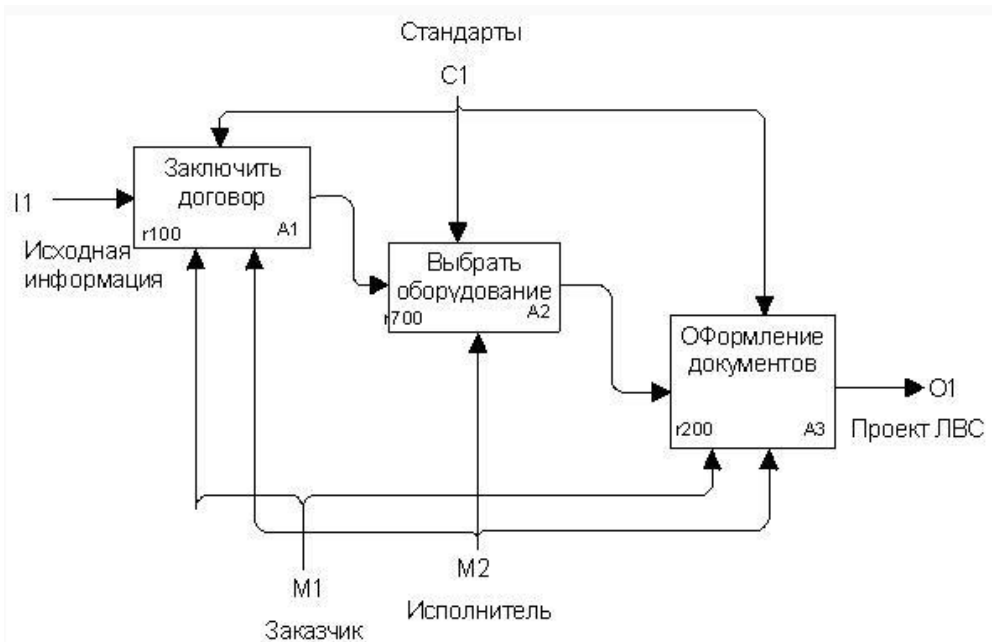 Стандарты
C1
Заключить
договор
r100 A1
I1
Исходная
информация
Выбрать
оборудование
r700 A2
ОФормление
документов
r200 A3
O1
Проект ЛВС
M1
Заказчик
M2
Исполнитель